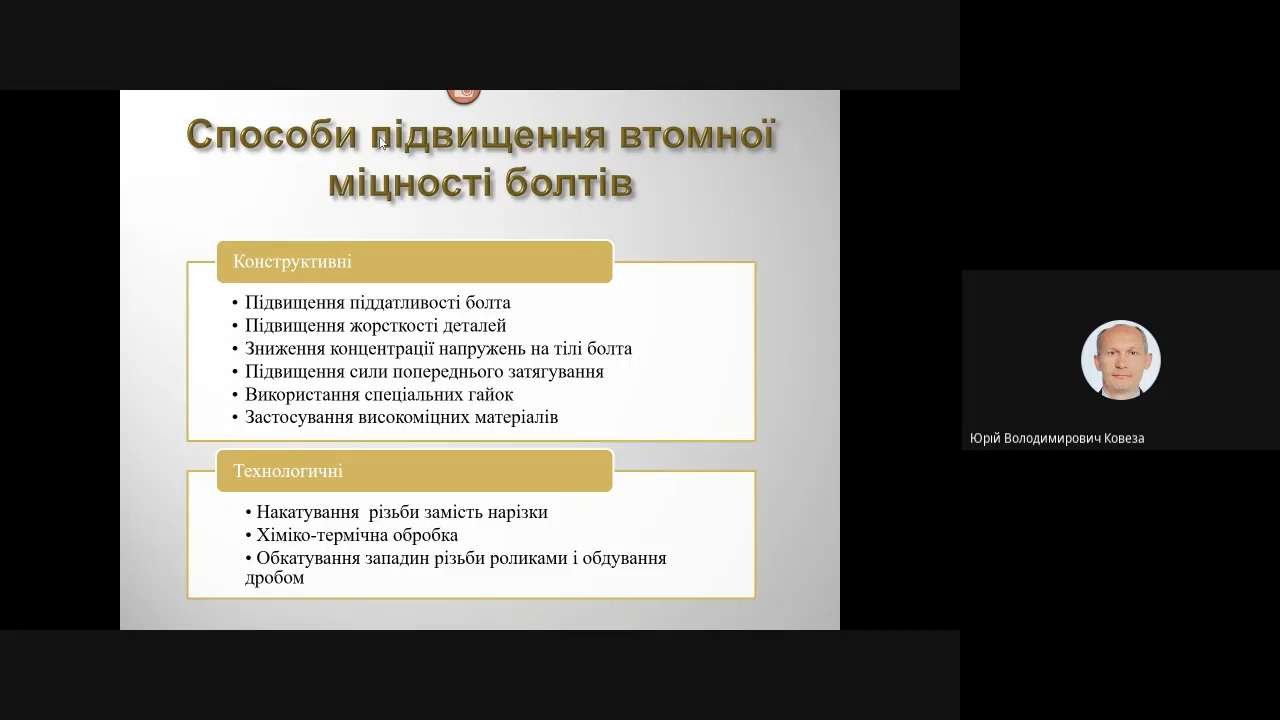 Способи підвищення втомної
міцності болтів
Конструктивні
• Підвищення піддатливості болта
• Підвищення жорсткості деталей
• Зниження концентрації напружень на тілі болта
• Підвищення сили попереднього затягування
• Використання спеціальних гайок
• Застосування високоміцних матеріалів
Технологічні
• Накатування різьби замість нарізки
• Хіміко-термічна обробка
• Обкатування западин різьби роликами і обдування
дробом
Юрій Володимирович Ковеза